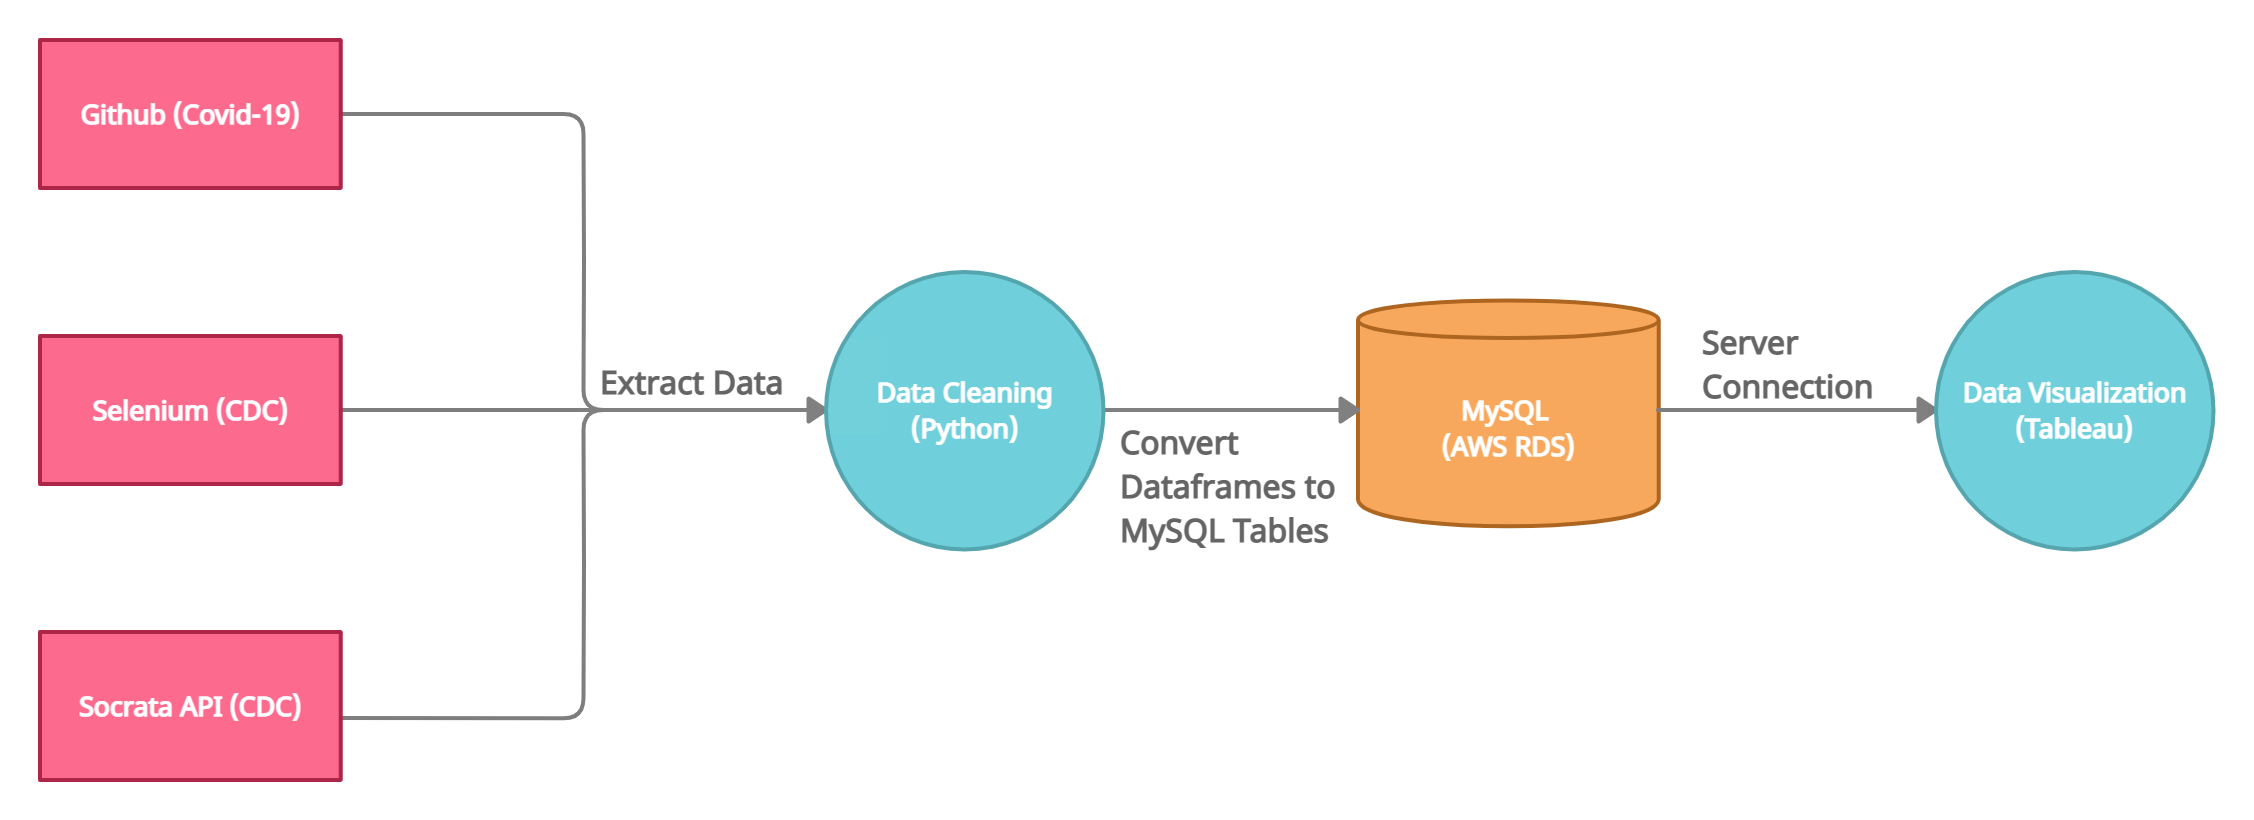 Github (Covid-19)
Selenium (CDC)
Socrata API (CDC)
Extract Data
Data Cleaning
(Python)
Convert
Dataframes to
MySQL Tables
MySQL
(AWS RDS)
Server
Connection
Data Visualization
(Tableau)